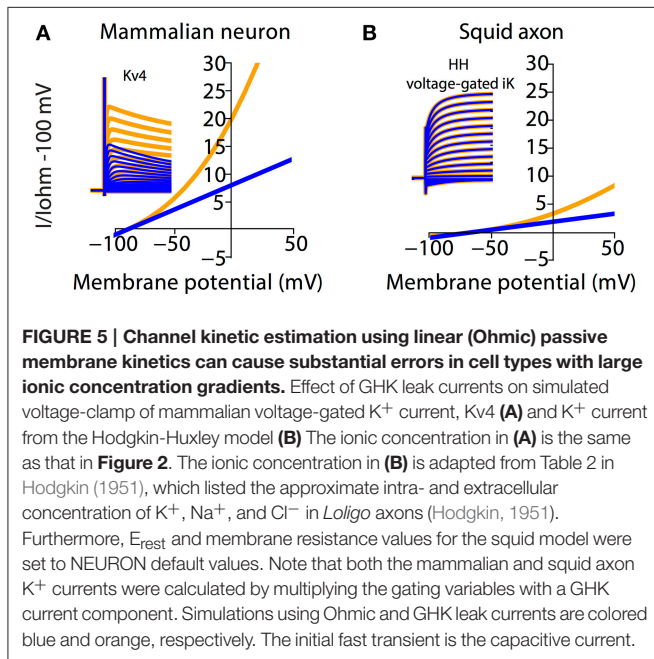 A Mammalian neuron
Kv4
I/Iohm -100 mV
30
25
20
15
10
5
−5
−100 −50 50
Membrane potential (mV)
B Squid axon
HH
voltage-gated iK
30
25
20
15
10
5
−5
−100 −50 0 50
Membrane potential (mV)
FIGURE 5 | Channel kinetic estimation using linear (Ohmic) passive
membrane kinetics can cause substantial errors in cell types with large
ionic concentration gradients. Effect of GHK leak currents on simulated
voltage-clamp of mammalian voltage-gated K+ current, Kv4 (A) and K+ current
from the Hodgkin-Huxley model (B) The ionic concentration in (A) is the same
as that in Figure 2. The ionic concentration in (B) is adapted from Table 2 in
Hodgkin (1951), which listed the approximate intra- and extracellular
concentration of K+, Na+, and Cl− in Loligo axons (Hodgkin, 1951).
Furthermore, Erest and membrane resistance values for the squid model were
set to NEURON default values. Note that both the mammalian and squid axon
K+ currents were calculated by multiplying the gating variables with a GHK
current component. Simulations using Ohmic and GHK leak currents are colored
blue and orange, respectively. The initial fast transient is the capacitive current.